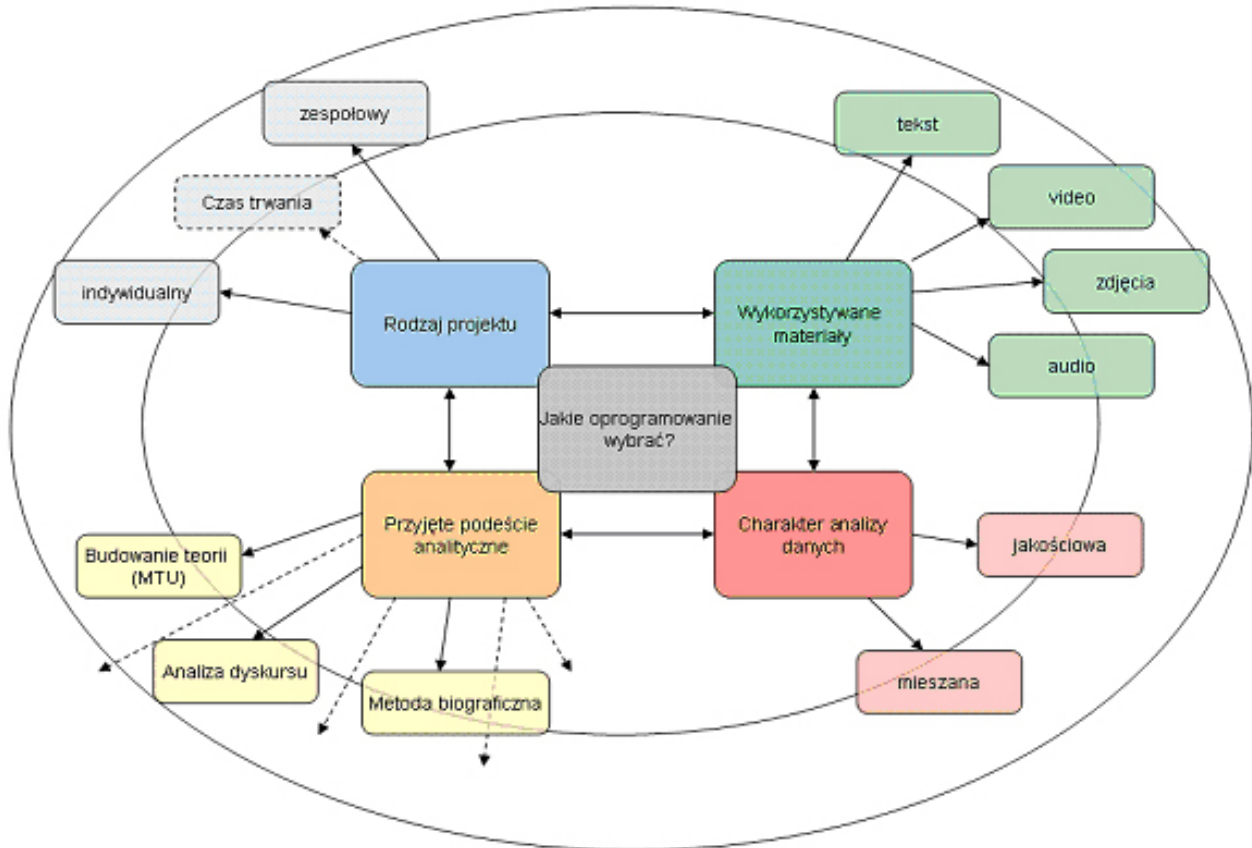 zespołowy
tekst
Czas trwania
video
indywidualny
zdjęcia
Rodzaj projektu
Wykorzystywane
materiały
audio
Jakie oprogramowanie
wybrać?
Przyjęte podeście
analityczne
Charakter analizy
danych
jakościowa
Budowanie teorii
(MTU)
Analiza dyskursu
Metoda biograficzna
mieszana